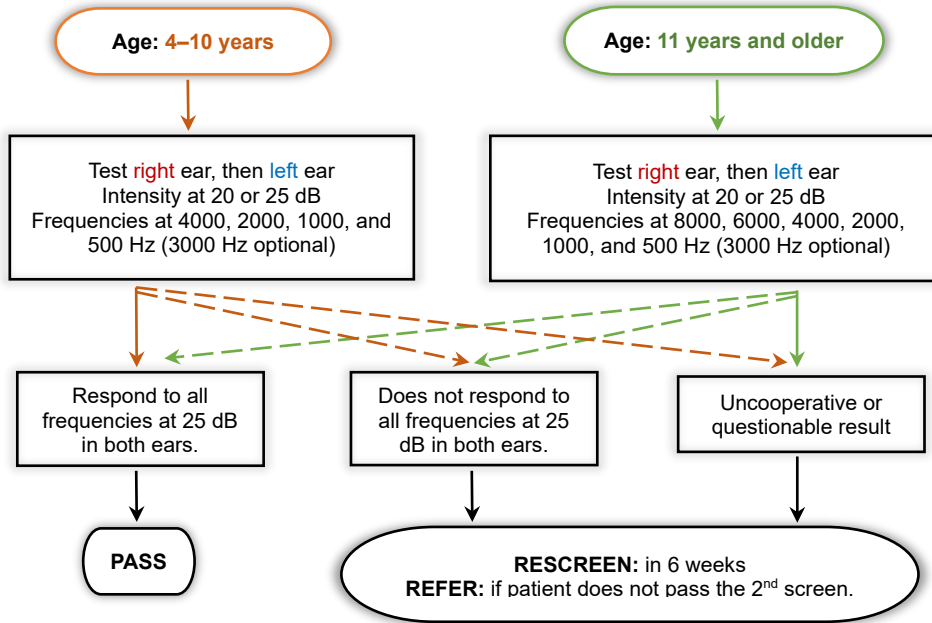 Age: 4–10 years
Age: 11 years and older
Test right ear, then left ear
Intensity at 20 or 25 dB
Frequencies at 4000, 2000, 1000, and
500 Hz (3000 Hz optional)
Test right ear, then left ear
Intensity at 20 or 25 dB
Frequencies at 8000, 6000, 4000, 2000,
1000, and 500 Hz (3000 Hz optional)
Respond to all
frequencies at 25 dB
in both ears.
Does not respond to
all frequencies at 25
dB in both ears.
Uncooperative or
questionable result
PASS
RESCREEN: in 6 weeks
REFER: if patient does not pass the 2nd screen.